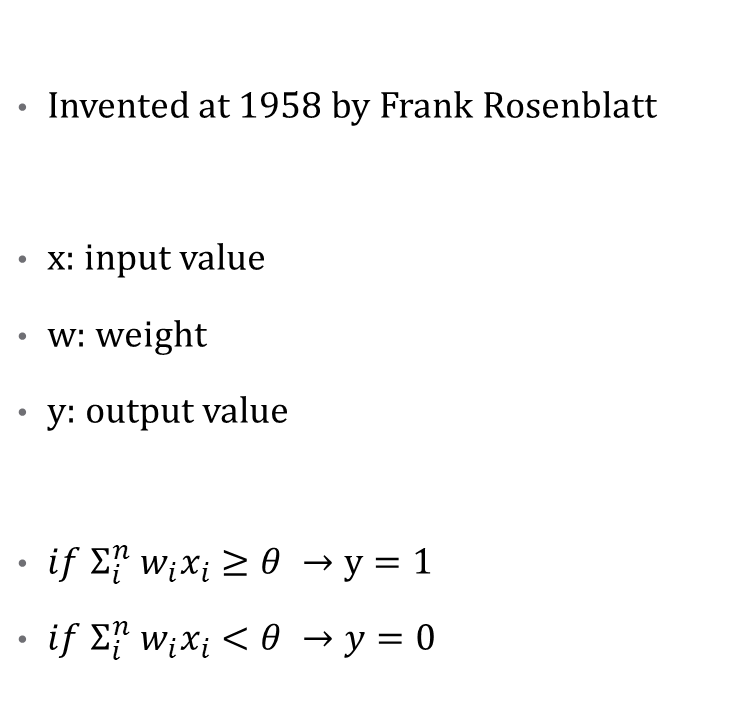 • Invented at 1958 by Frank Rosenblatt
• x: input value
• w: weight
• y: output value
• if Σᵢⁿ wᵢxᵢ ≥ θ → y = 1
• if Σᵢⁿ wᵢxᵢ < θ → y = 0